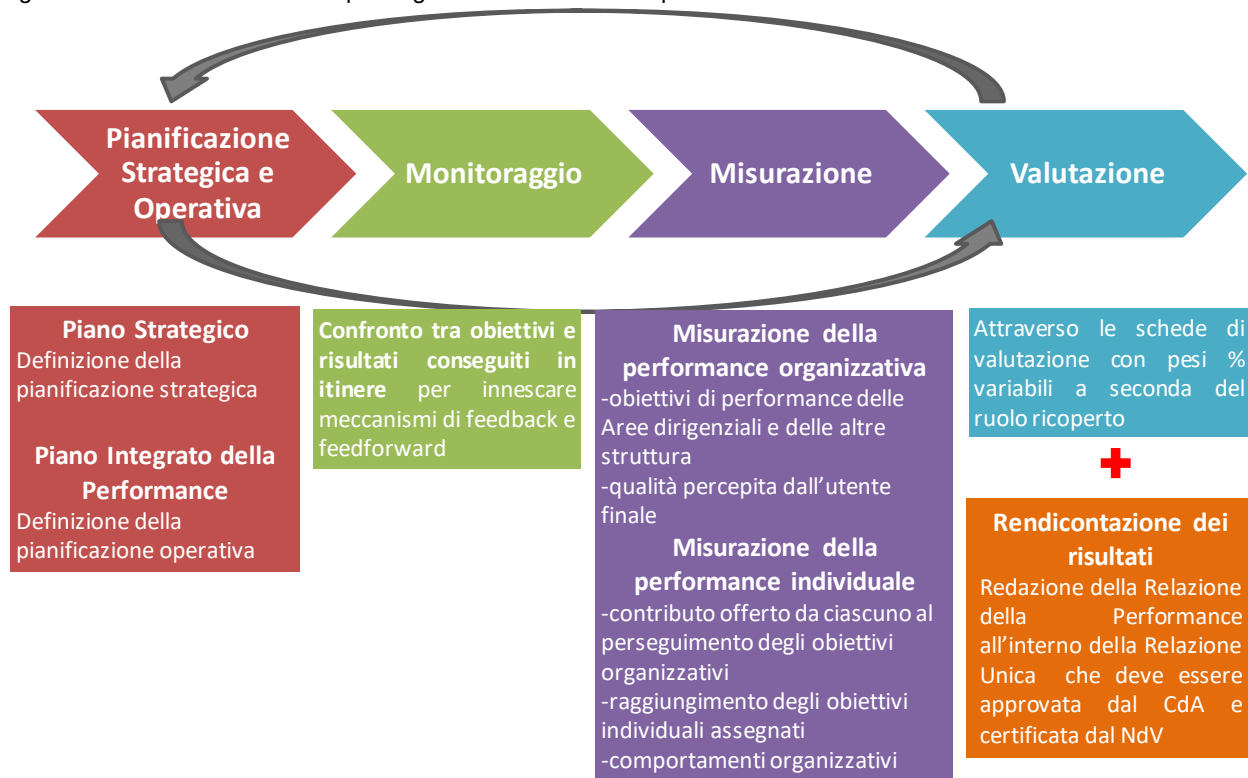 Pianificazione
Strategica e
Operativa
Monitoraggio
Misurazione
Valutazione
Piano Strategico
Definizione della
pianificazione strategica
Piano Integrato della
Performance
Definizione della
pianificazione operativa
Confronto tra obiettivi e
risultati conseguiti in
itinere per innescare
meccanismi di feedback e
feedforward
Misurazione della
performance organizzativa
-obiettivi di performance delle
Aree dirigenziali e delle altre
struttura
-qualità percepita dall'utente
finale
Misurazione della
performance individuale
-contributo offerto da ciascuno al
perseguimento degli obiettivi
organizzativi
-raggiungimento degli obiettivi
individuali assegnati
-comportamenti organizzativi
Attraverso le schede di
valutazione con pesi %
variabili a seconda del
ruolo ricoperto
Rendicontazione dei
risultati
Redazione della Relazione
della Performance
all'interno della Relazione
Unica che deve essere
approvata dal CdA e
certificata dal NdV